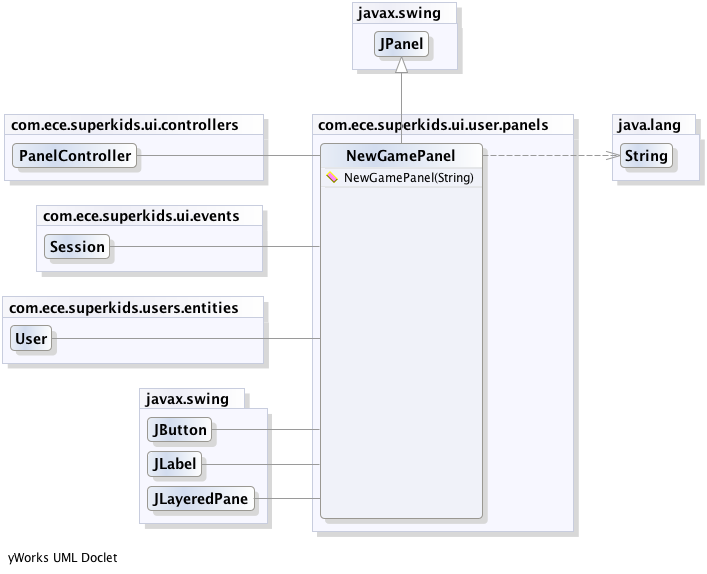 javax.swing
JPanel
com.ece.superkids.ui.controllers
PanelController
com.ece.superkids.ui.user.panels
NewGamePanel
NewGamePanel(String)
java.lang
String
com.ece.superkids.ui.events
Session
com.ece.superkids.users.entities
User
javax.swing
JButton
JLabel
JLayeredPane
yWorks UML Doclet